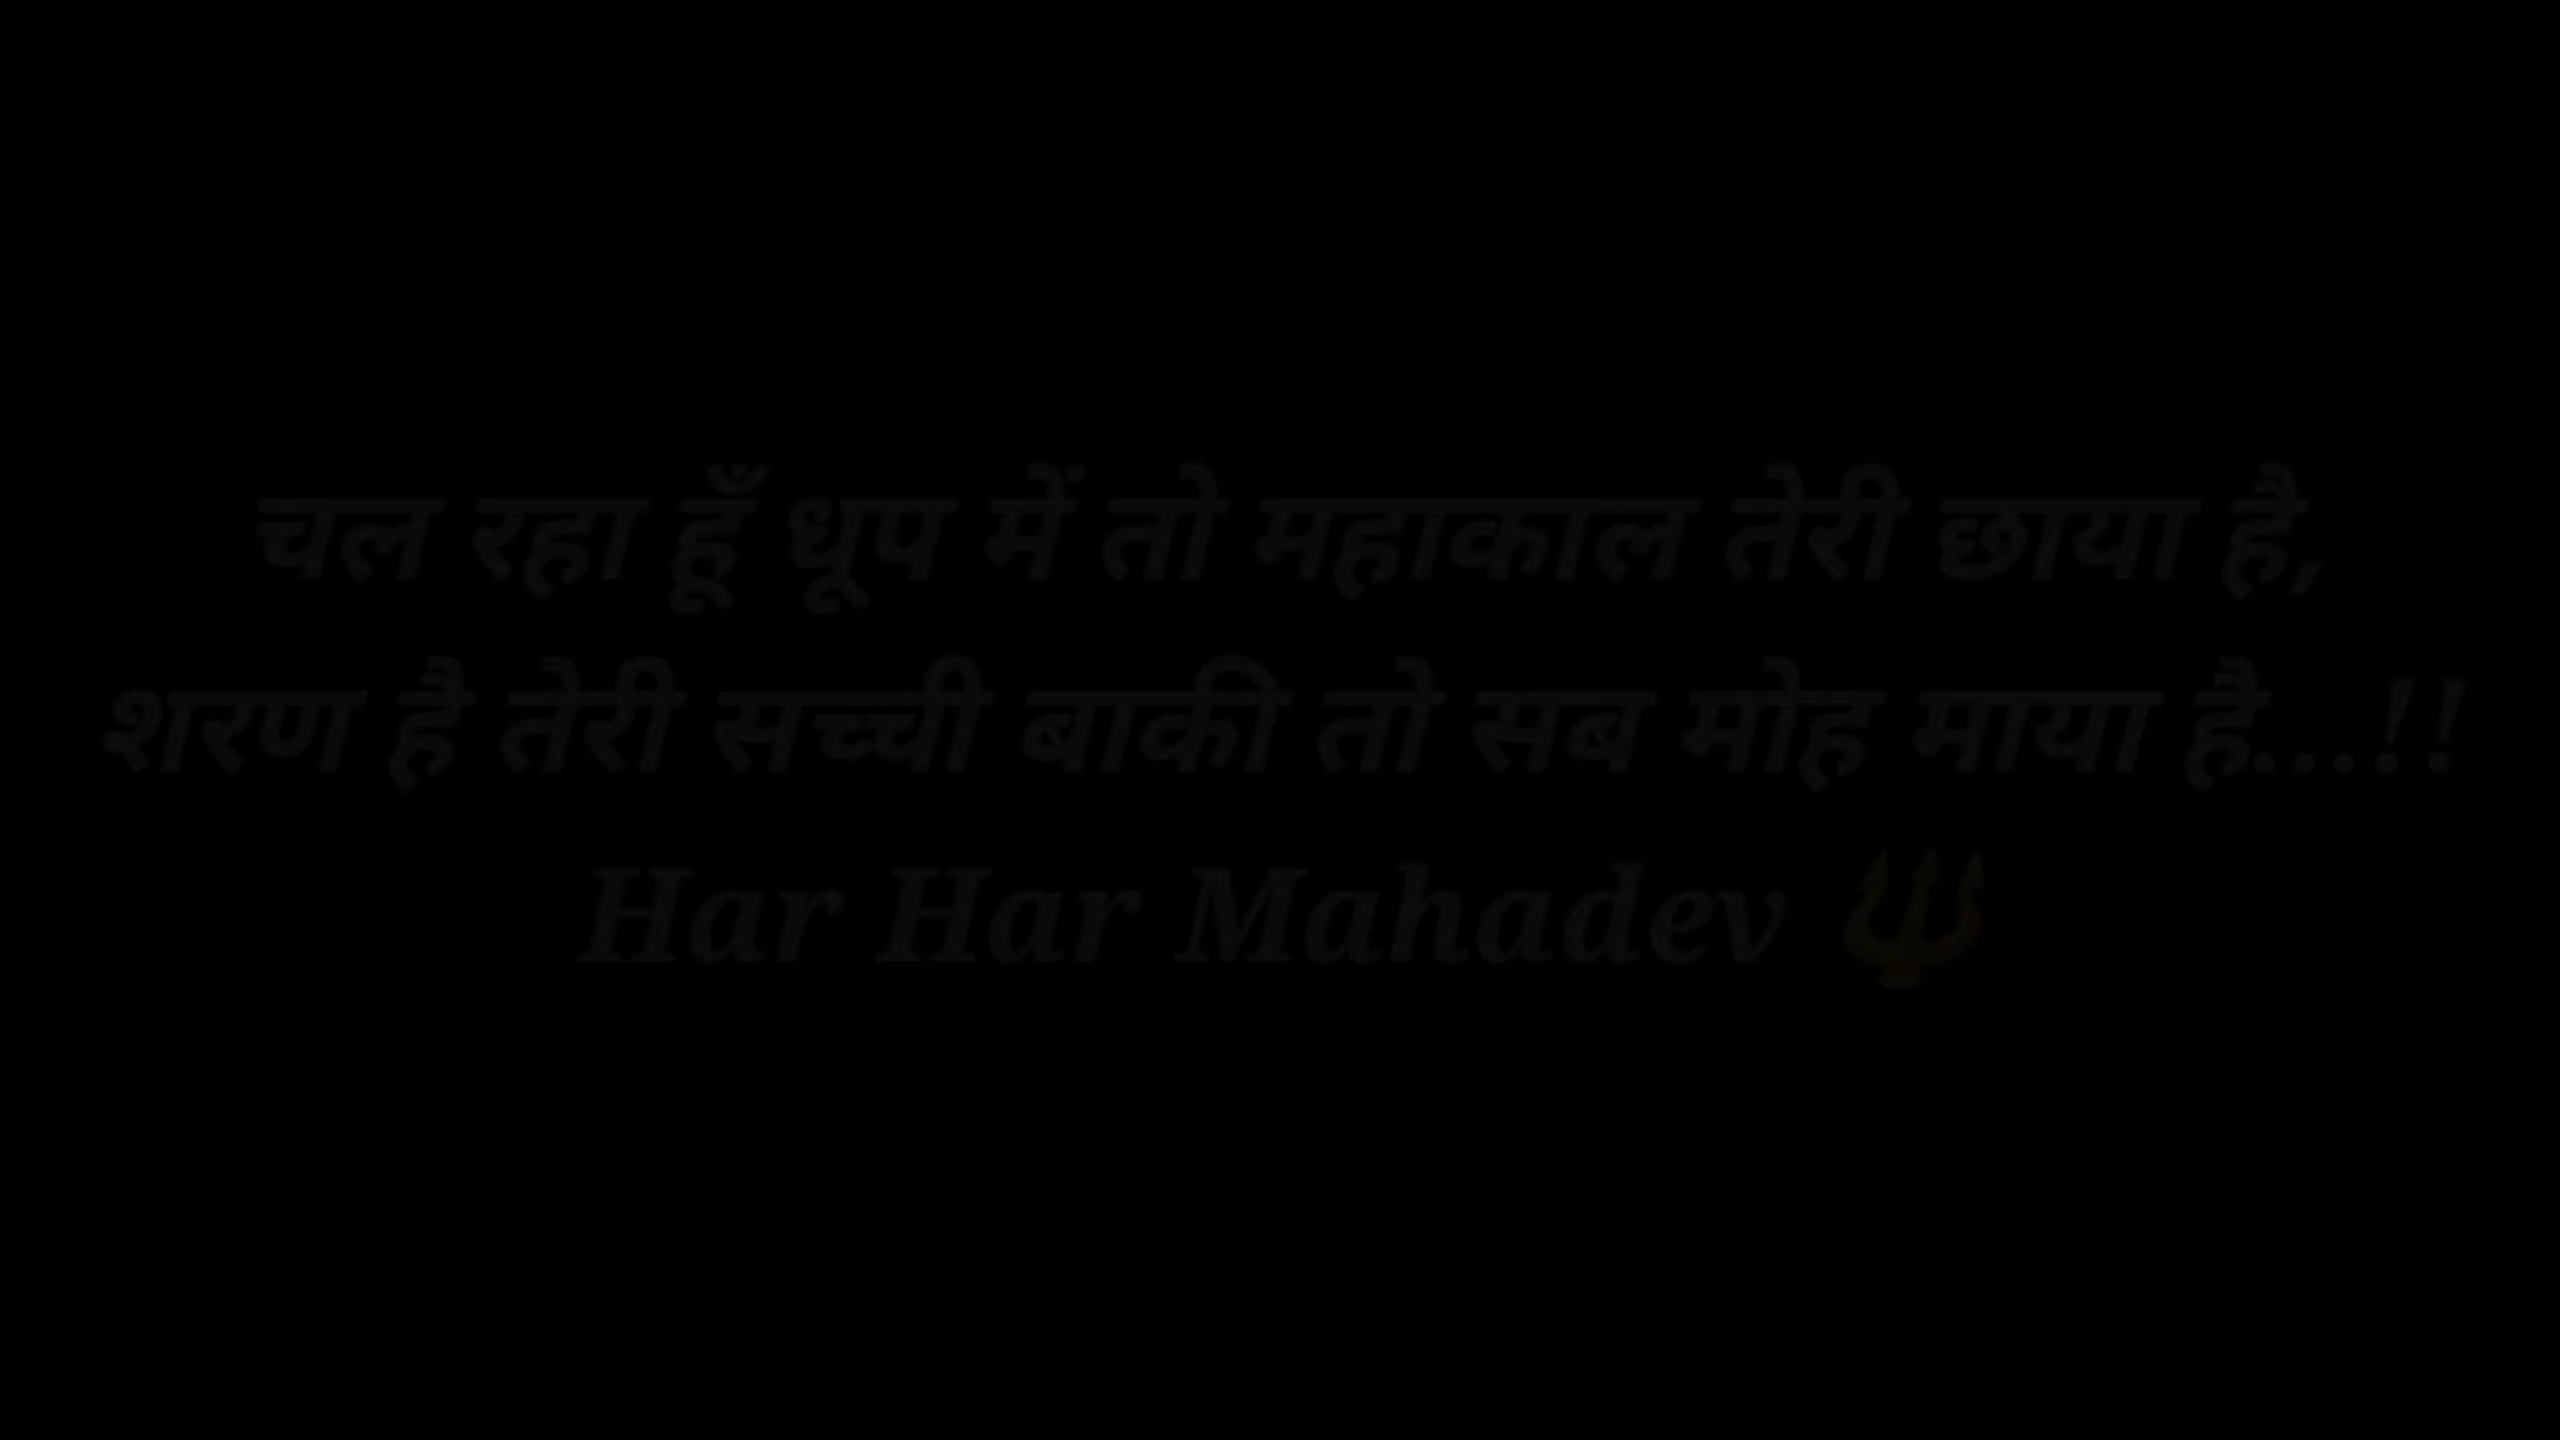 चल रहा हूँ धूप में तो महाकाल तेरी छाया है,
शरण है तेरी सच्ची बाकी तो सब मोह माया है...!!
Har Har Mahadev 🔱